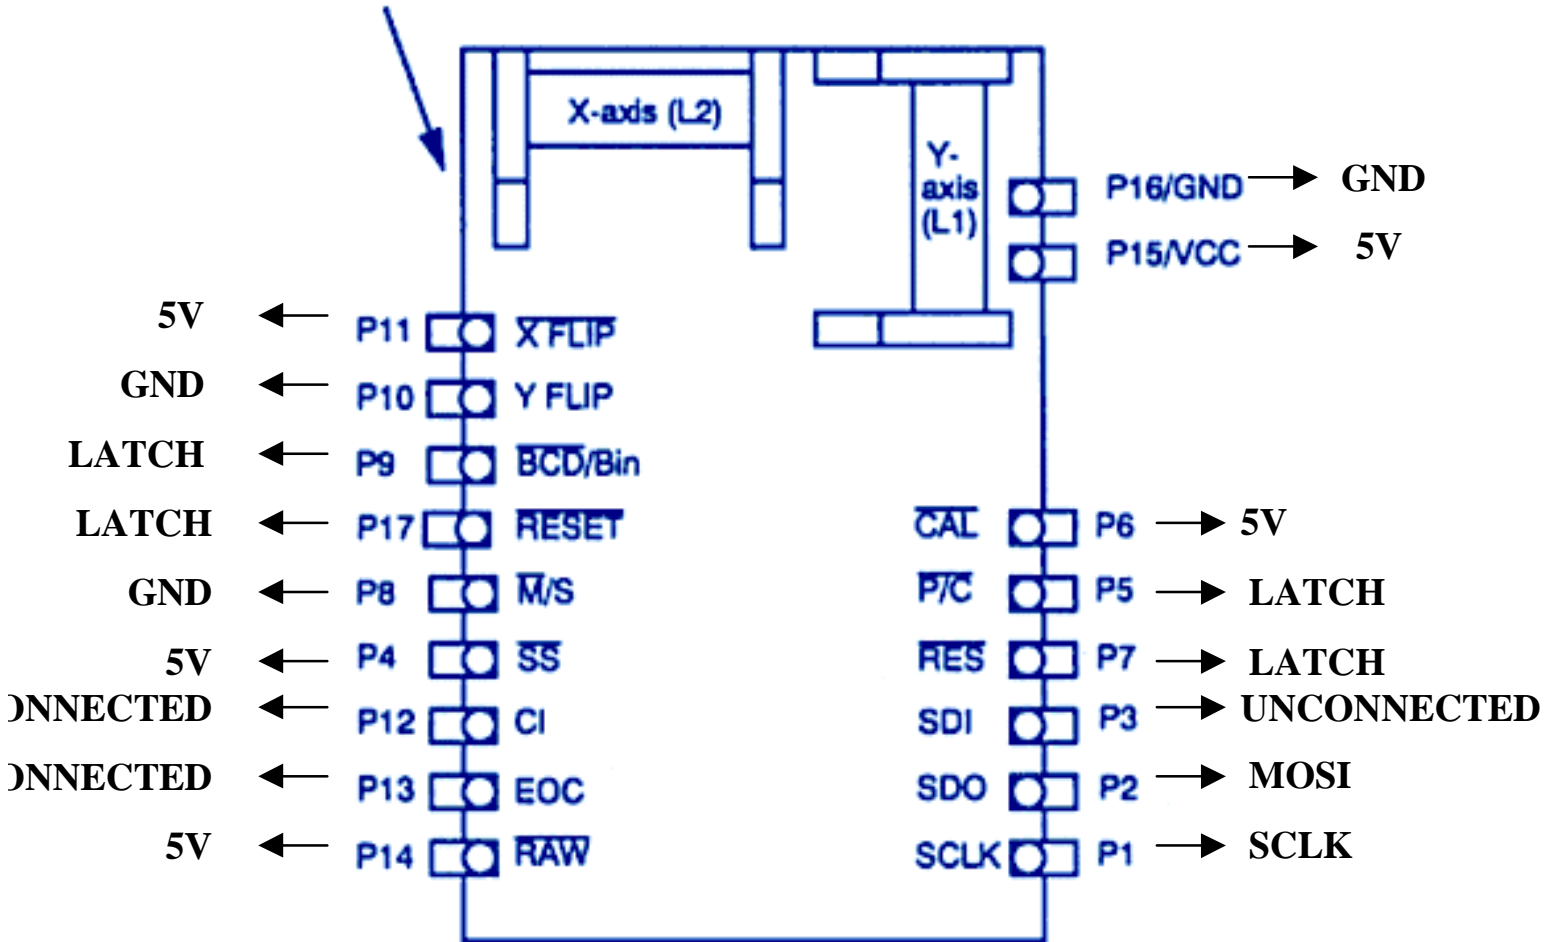 X-axis (L2)
Y-
axis
(L1)
P16/GND GND
P15/VCC 5V
5V P11 X FLIP
GND P10 Y FLIP
LATCH P9 BCD/Bin
LATCH P17 RESET CAL P6 5V
GND P8 M/S P/C P5 LATCH
5V P4 SS RES P7 LATCH
ONNECTED P12 CI SDI P3 UNCONNECTED
ONNECTED P13 EOC SDO P2 MOSI
5V P14 RAW SCLK P1 SCLK